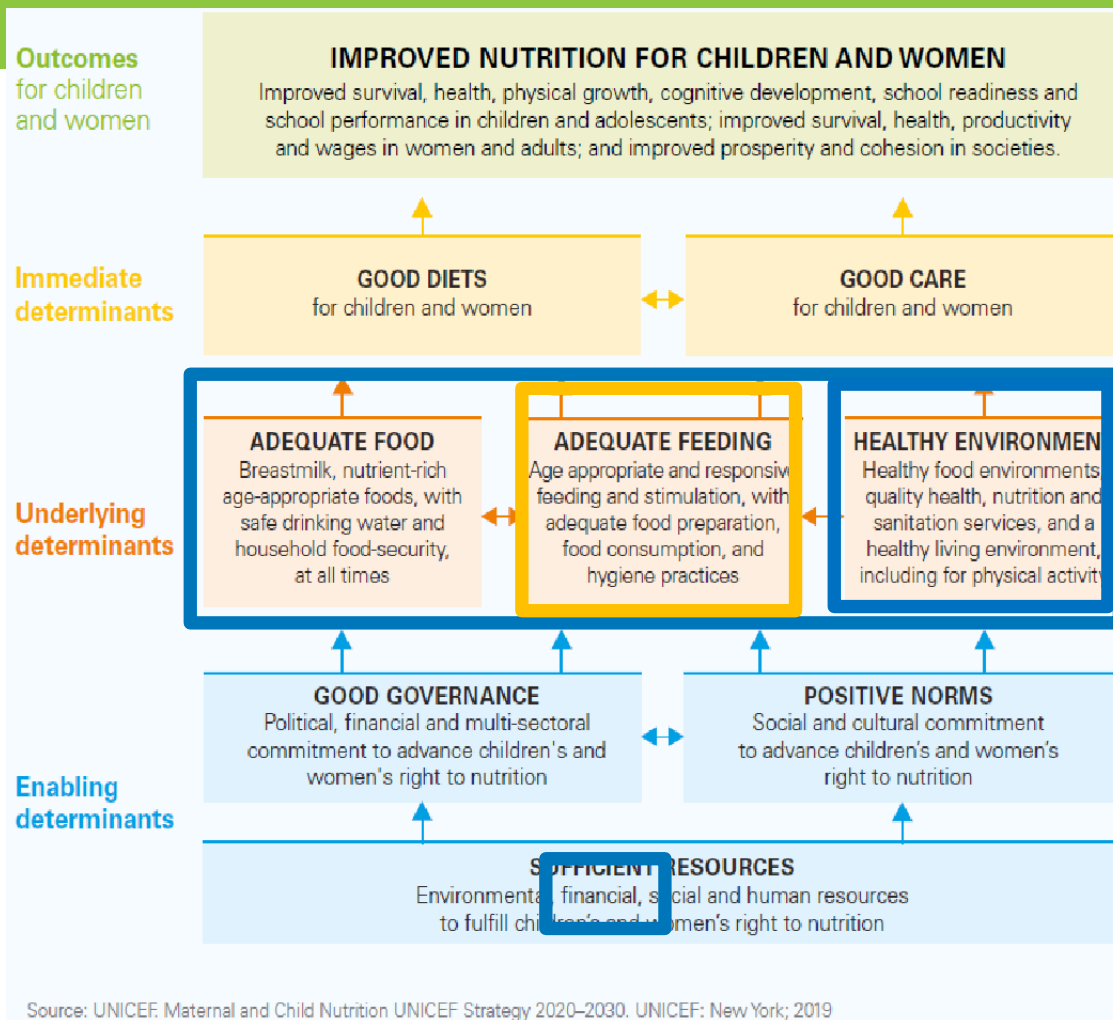 Outcomes
for children
and women
IMPROVED NUTRITION FOR CHILDREN AND WOMEN
Improved survival, health, physical growth, cognitive development, school readiness and
school performance in children and adolescents; improved survival, health, productivity
and wages in women and adults; and improved prosperity and cohesion in societies.
Immediate
determinants
GOOD DIETS
for children and women
GOOD CARE
for children and women
Underlying
determinants
ADEQUATE FOOD
Breastmilk, nutrient-rich
age-appropriate foods, with
safe drinking water and
household food-security,
at all times
ADEQUATE FEEDING
Age appropriate and responsive
feeding and stimulation, with
adequate food preparation,
food consumption, and
hygiene practices
HEALTHY ENVIRONMEN
Healthy food environments,
quality health, nutrition and
sanitation services, and a
healthy living environment,
including for physical activity
Enabling
determinants
GOOD GOVERNANCE
Political, financial and multi-sectoral
commitment to advance children's and
women's right to nutrition
POSITIVE NORMS
Social and cultural commitment
to advance children's and women's
right to nutrition
SUFFICIENT RESOURCES
Environmental, financial, social and human resources
to fulfill children's and women's right to nutrition
Source: UNICEF. Maternal and Child Nutrition UNICEF Strategy 2020–2030. UNICEF: New York; 2019